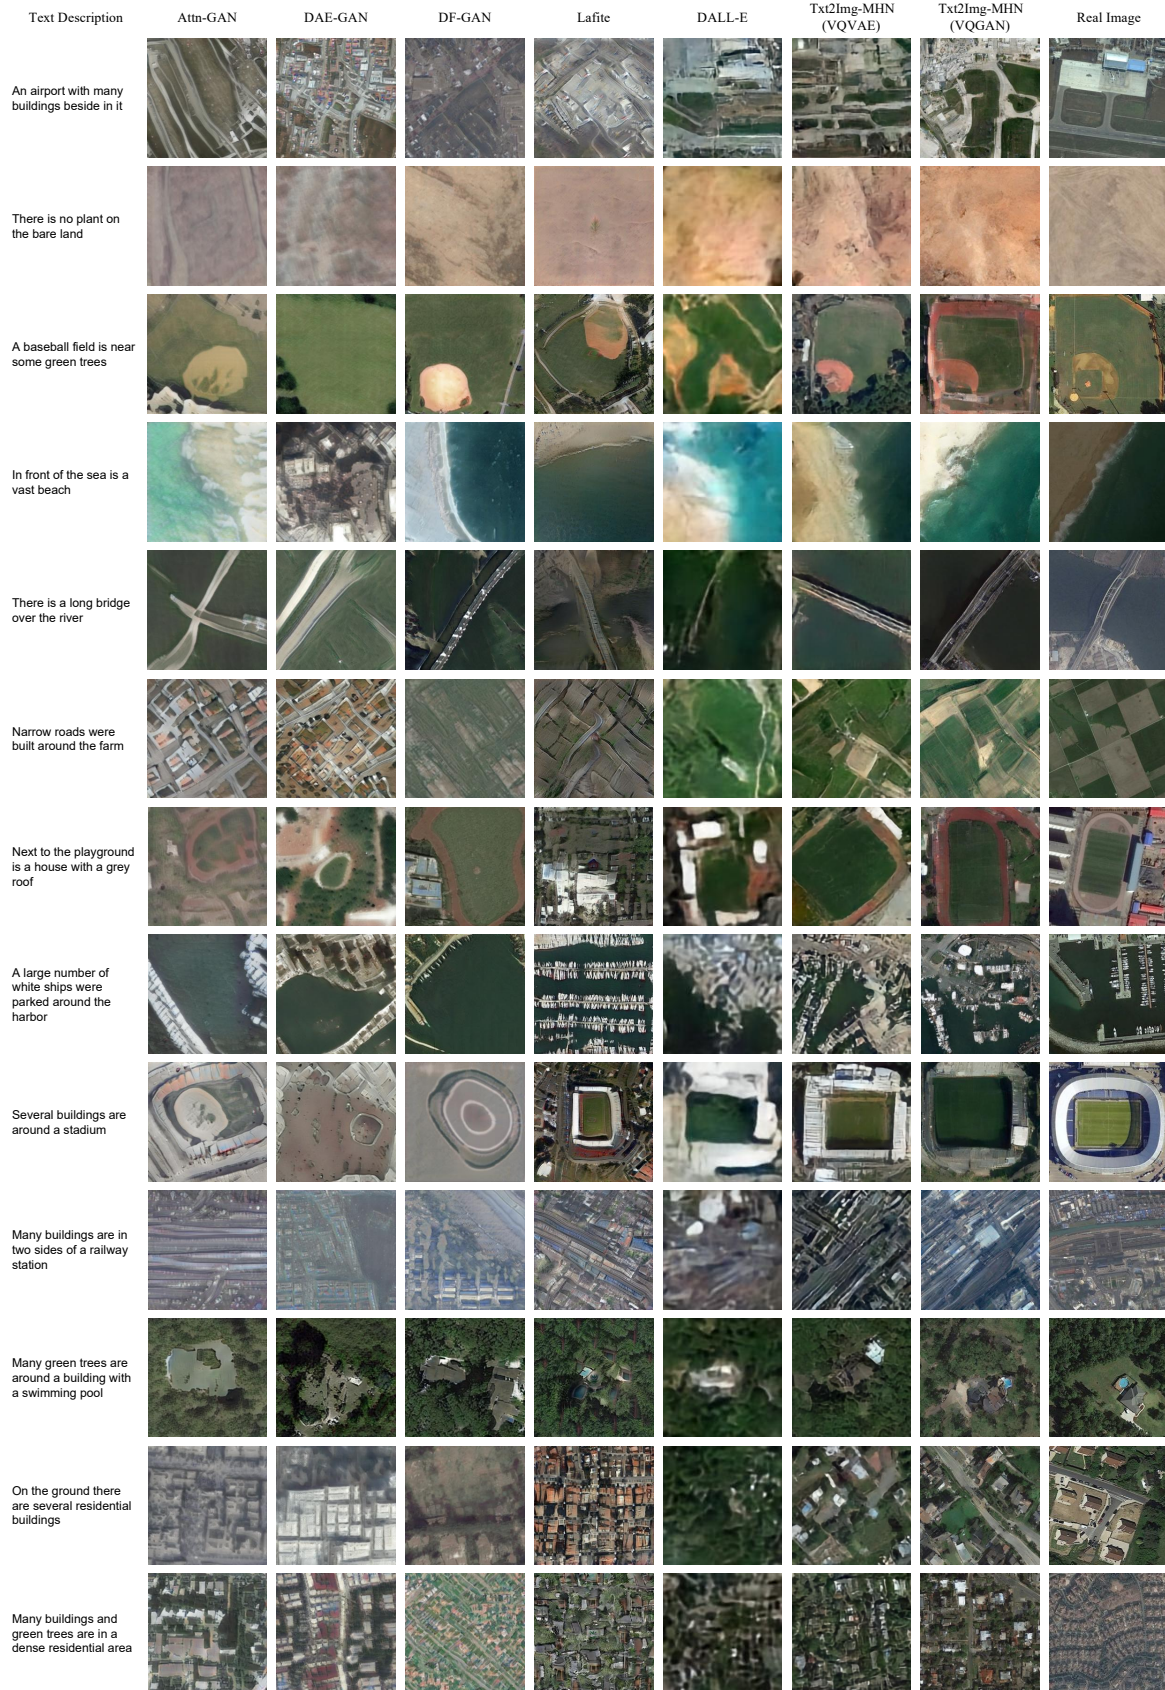 Text Description
Attn-GAN
DAE-GAN
DF-GAN
Lafite
DALL-E
Txt2Img-MHN
(VQVAE)
Txt2Img-MHN
(VQGAN)
Real Image
An airport with many
buildings beside in it
There is no plant on
the bare land
A baseball field is near
some green trees
In front of the sea is a
vast beach
There is a long bridge
over the river
Narrow roads were
built around the farm
Next to the playground
is a house with a grey
roof
A large number of
white ships were
parked around the
harbor
Several buildings are
around a stadium
Many buildings are in
two sides of a railway
station
Many green trees are
around a building with
a swimming pool
On the ground there
are several residential
buildings
Many buildings and
green trees are in a
dense residential area